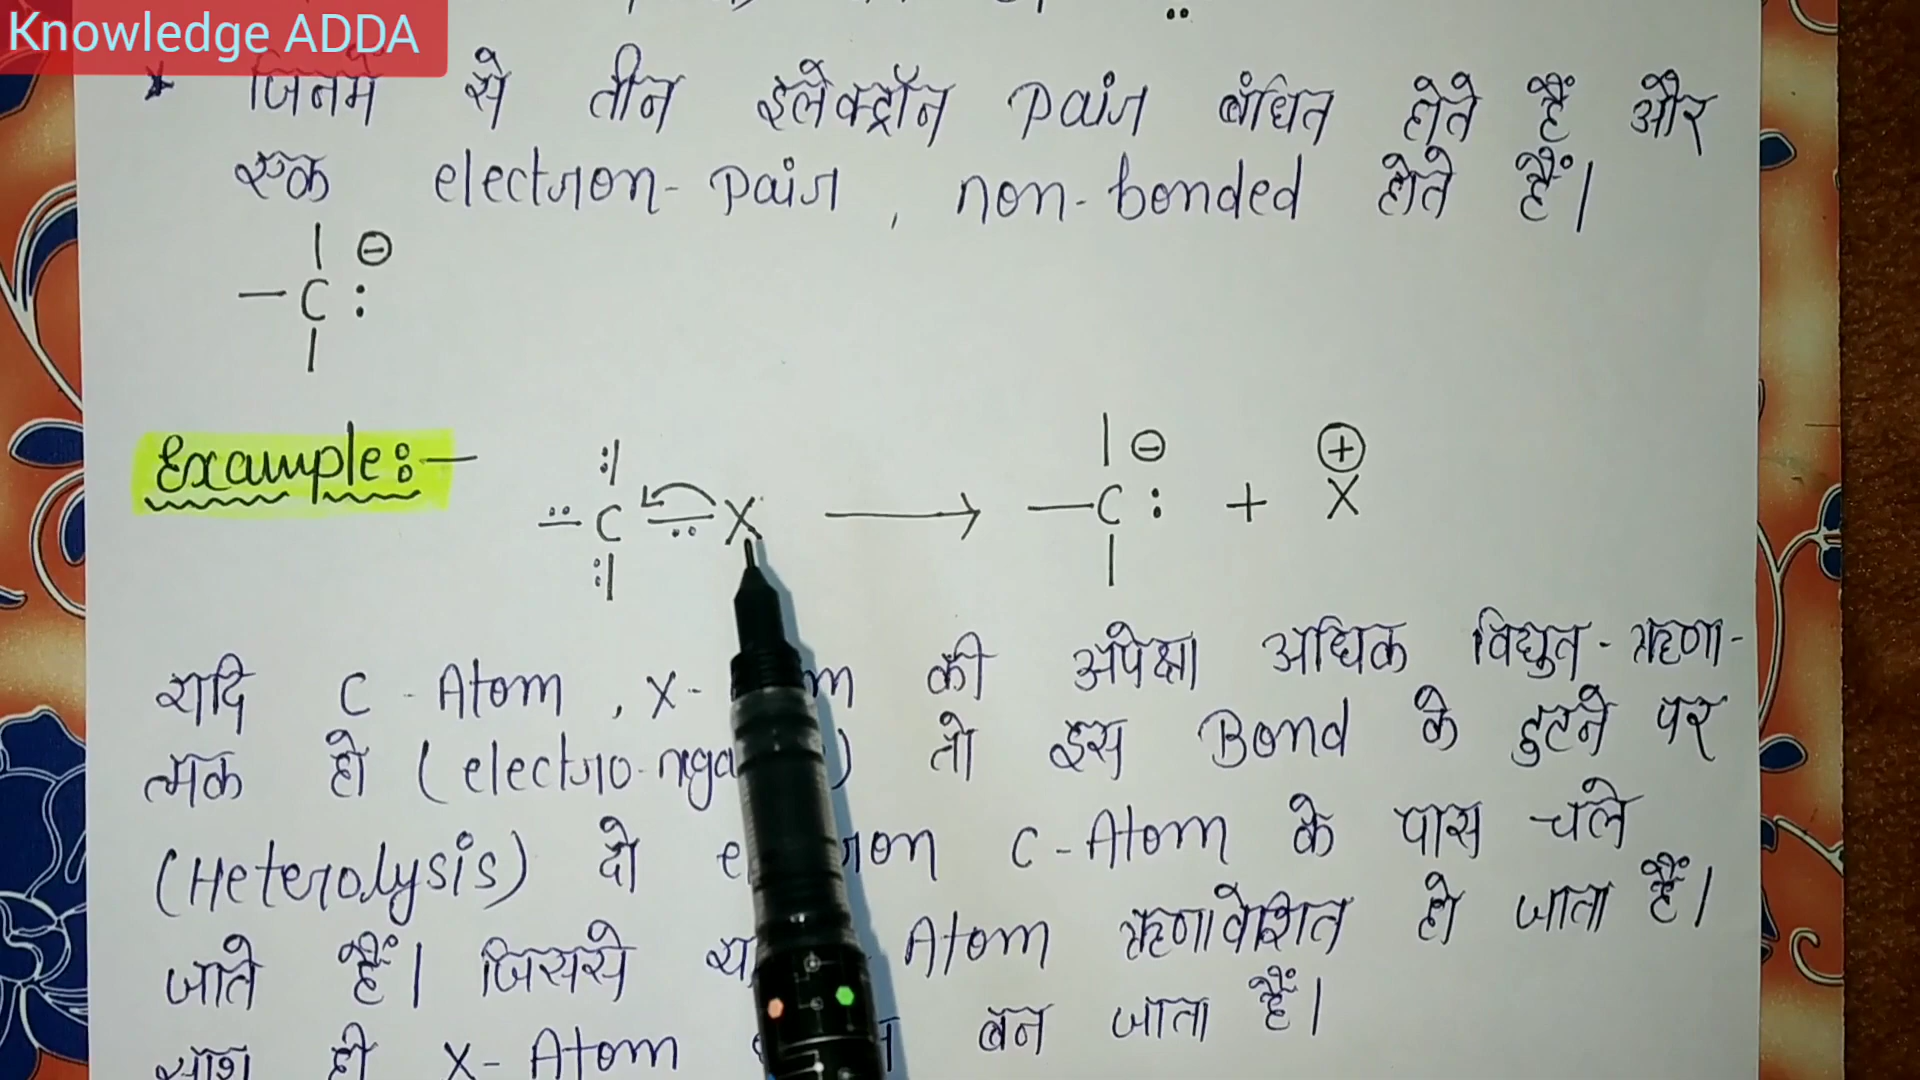 Knowledge ADDA
* जिनमें से तीन इलेक्ट्रॉन Pair बंधित होते हैं और
एक electron-Pair, non-bonded होते हैं।
⊖
— C :
Example:—
— C — X ⟶ — C : ⊖ + X ⊕
यदि C-Atom, X- की अपेक्षा अधिक विद्युत-ऋणा-
त्मक हो (electro-nega ) तो इस Bond के टुटने पर
(Heterolysis) दो C-Atom के पास चले
जाते हैं। जिससे Atom ऋणावेशित हो जाता है।
साथ ही X-Atom बन जाता हैं।